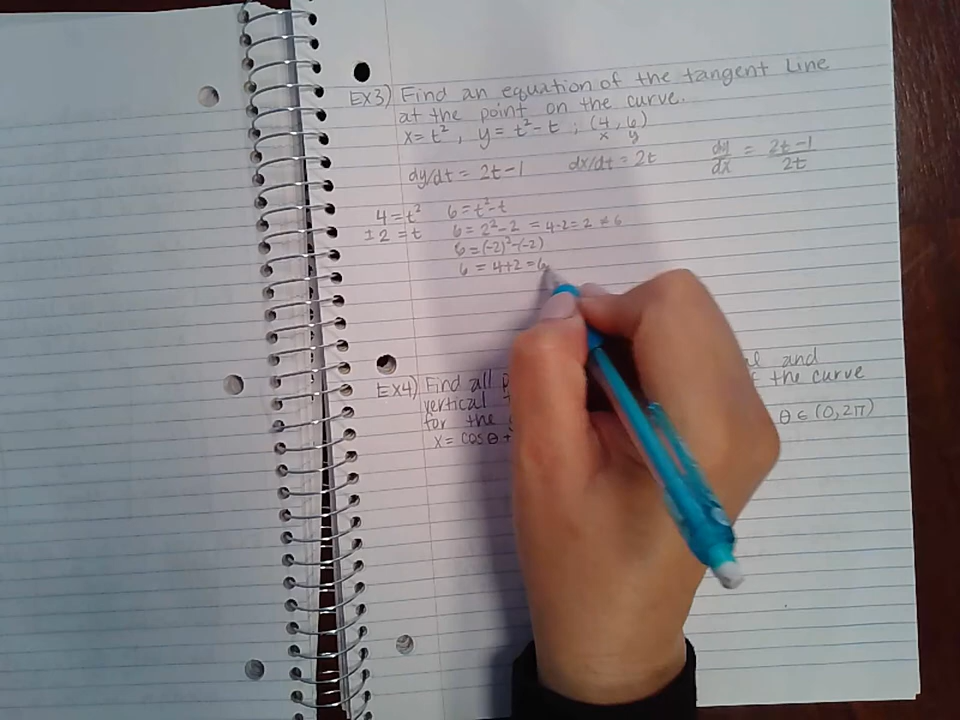 Ex3) Find an equation of the tangent line
at the point on the curve.
x = t², y = t² - t ; (4, 6)
x y
dy/dt = 2t - 1 dx/dt = 2t dy/dx = (2t - 1)/2t
4 = t² 6 = t² - t
±2 = t 6 = 2² - 2 = 4-2 = 2 ≠ 6
6 = (-2)² - (-2)
6 = 4+2 = 6
Ex4) Find all and
vertical the curve
for the θ ∈ (0, 2π)
x = cosθ +